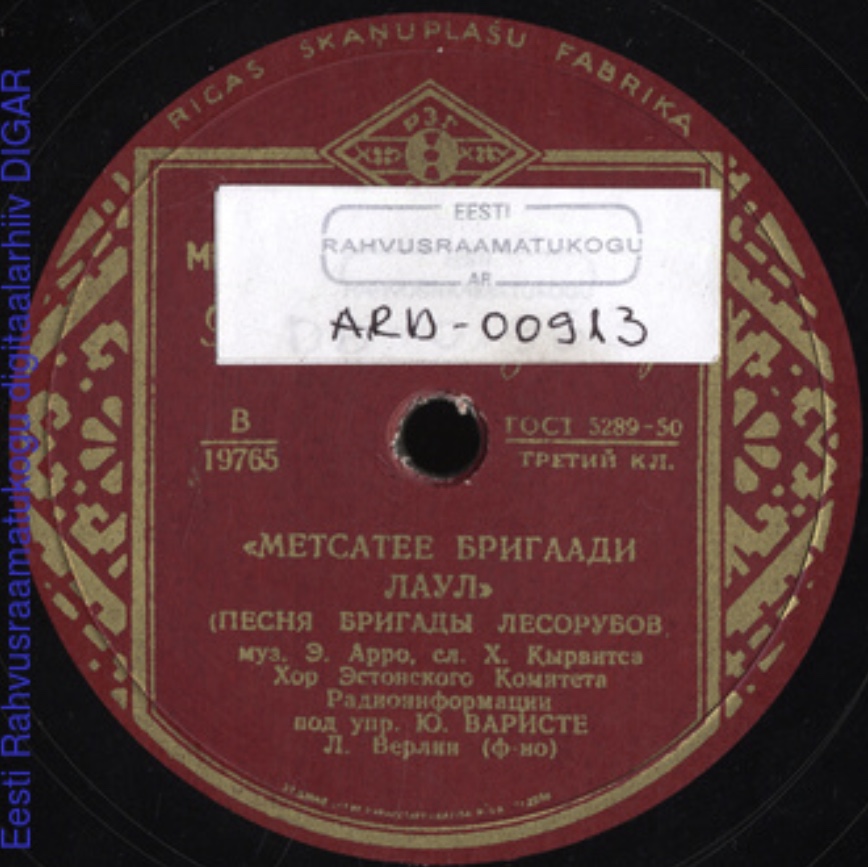 RIGAS SKAŅUPLAŠU FABRIKA
РЗГ
EESTI
RAHVUSRAAMATUKOGU
AR
ARD-00913
В
19765
ГОСТ 5289-50
ТРЕТИЙ КЛ.
«МЕТСАТЕЕ БРИГААДИ
ЛАУЛ»
(ПЕСНЯ БРИГАДЫ ЛЕСОРУБОВ
муз. Э. Арро, сл. Х. Кырвитса
Хор Эстонского Комитета
Радиоинформации
под упр. Ю. ВАРИСТЕ
Л. Верлин (ф-но)
Eesti Rahvusraamatukogu digitaalarhiiv DIGAR